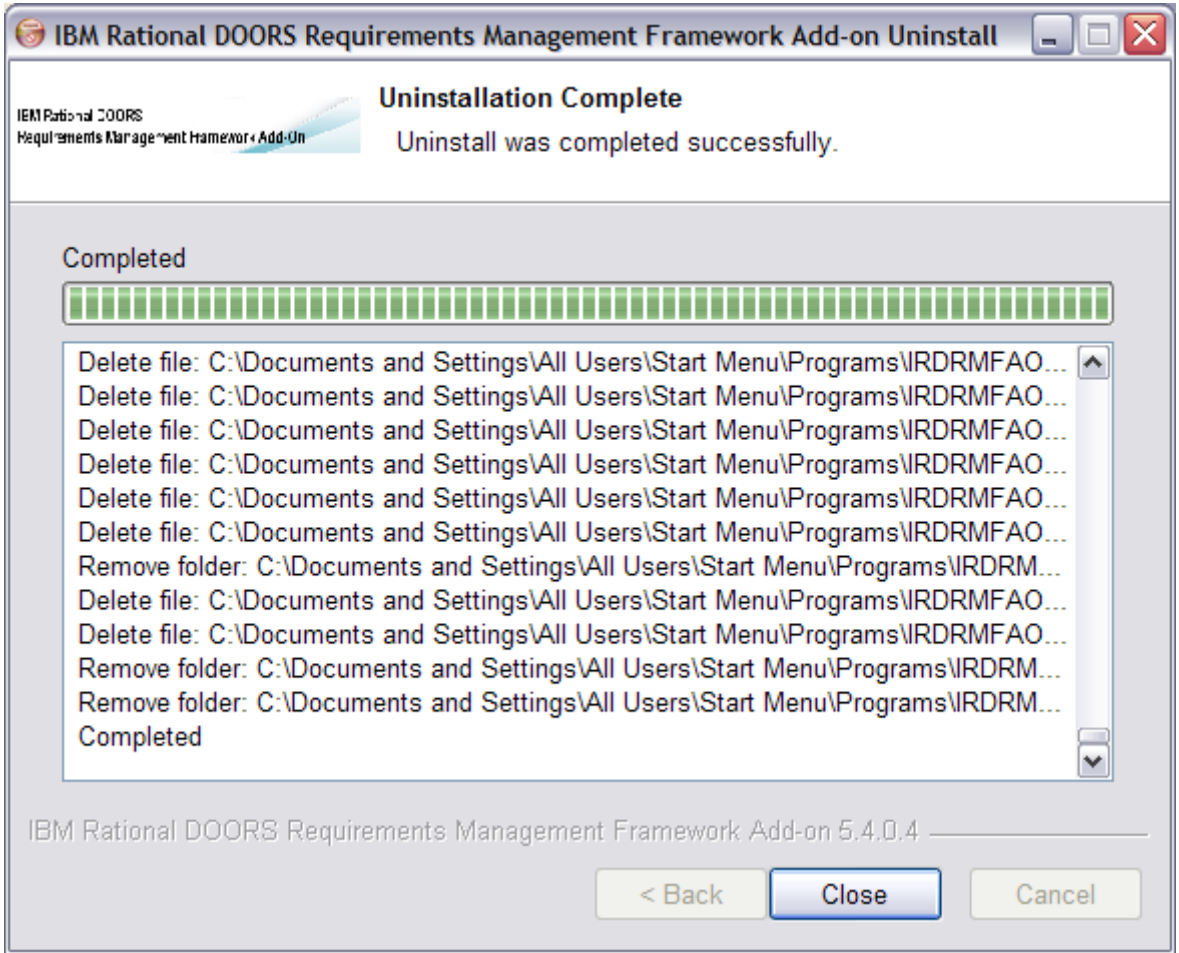 IBM Rational DOORS Requirements Management Framework Add-on Uninstall
IBM Rational DOORS
Requirements Management Framework Add-On
Uninstallation Complete
Uninstall was completed successfully.
Completed
Delete file: C:\Documents and Settings\All Users\Start Menu\Programs\IRDRMFAO...
Delete file: C:\Documents and Settings\All Users\Start Menu\Programs\IRDRMFAO...
Delete file: C:\Documents and Settings\All Users\Start Menu\Programs\IRDRMFAO...
Delete file: C:\Documents and Settings\All Users\Start Menu\Programs\IRDRMFAO...
Delete file: C:\Documents and Settings\All Users\Start Menu\Programs\IRDRMFAO...
Delete file: C:\Documents and Settings\All Users\Start Menu\Programs\IRDRMFAO...
Remove folder: C:\Documents and Settings\All Users\Start Menu\Programs\IRDRM...
Delete file: C:\Documents and Settings\All Users\Start Menu\Programs\IRDRMFAO...
Delete file: C:\Documents and Settings\All Users\Start Menu\Programs\IRDRMFAO...
Remove folder: C:\Documents and Settings\All Users\Start Menu\Programs\IRDRM...
Remove folder: C:\Documents and Settings\All Users\Start Menu\Programs\IRDRM...
Completed
IBM Rational DOORS Requirements Management Framework Add-on 5.4.0.4
< Back
Close
Cancel